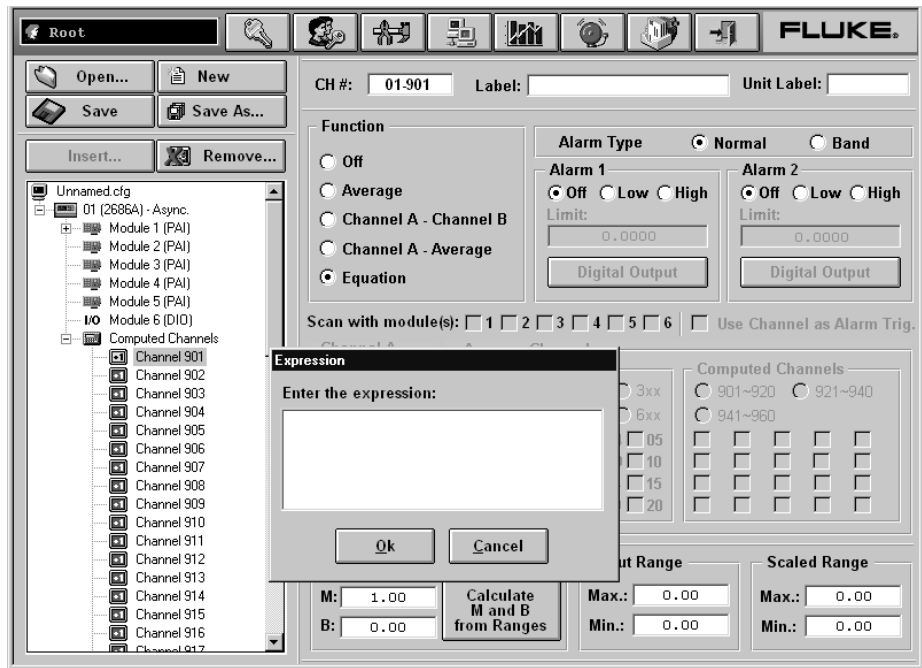 Root
FLUKE®
Open...
New
Save
Save As...
Insert...
Remove...
Unnamed.cfg
01 (2686A) - Async.
Module 1 (PAI)
Module 2 (PAI)
Module 3 (PAI)
Module 4 (PAI)
Module 5 (PAI)
I/O Module 6 (DIO)
Computed Channels
Channel 901
Channel 902
Channel 903
Channel 904
Channel 905
Channel 906
Channel 907
Channel 908
Channel 909
Channel 910
Channel 911
Channel 912
Channel 913
Channel 914
Channel 915
Channel 916
Channel 917
CH #: 01-901 Label: Unit Label:
Function
Off
Average
Channel A - Channel B
Channel A - Average
Equation
Alarm Type Normal Band
Alarm 1
Off Low High
Limit:
0.0000
Digital Output
Alarm 2
Off Low High
Limit:
0.0000
Digital Output
Scan with module(s): 1 2 3 4 5 6 Use Channel as Alarm Trig.
Expression
Enter the expression:
Ok Cancel
3xx
6xx
05
10
15
20
Computed Channels
901~920 921~940
941~960
M: 1.00
B: 0.00
Calculate
M and B
from Ranges
Range
Max.: 0.00
Min.: 0.00
Scaled Range
Max.: 0.00
Min.: 0.00